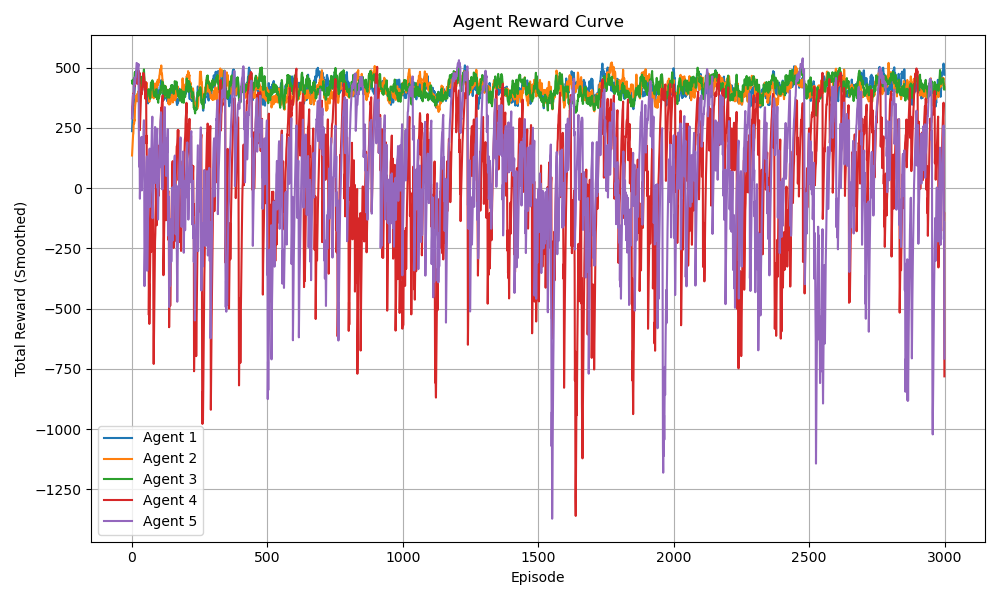 Agent Reward Curve
Total Reward (Smoothed)
500
250
0
−250
−500
−750
−1000
−1250
Agent 1
Agent 2
Agent 3
Agent 4
Agent 5
0 500 1000 1500 2000 2500 3000
Episode